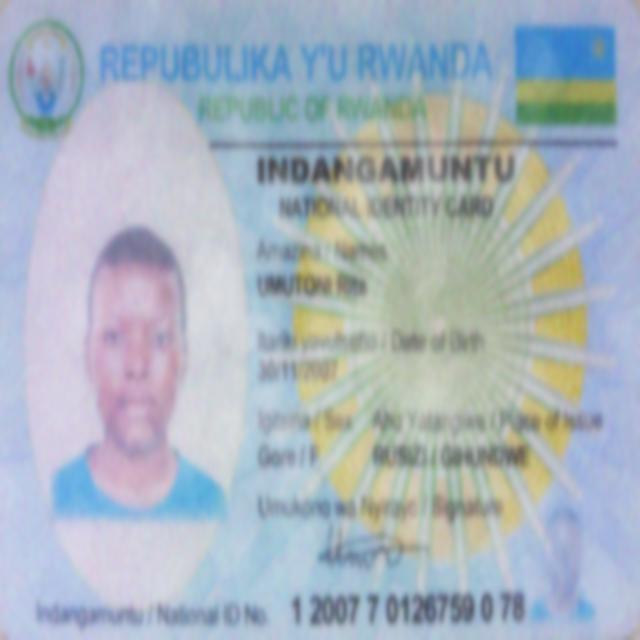 REPUBULIKA Y'U RWANDA
REPUBLIC OF RWANDA
INDANGAMUNTU
NATIONAL IDENTITY CARD
Amazina / Names
UMUTONI Rita
Itariki yavutseho / Date of Birth
30/11/2007
Igitsina / Sex Aho Yatangiwe / Place of Issue
Gore / F RUSIZI / GIHUNDWE
Umukono wa Nyirayo / Signature
Indangamuntu / National ID No. 1 2007 7 0126759 0 78